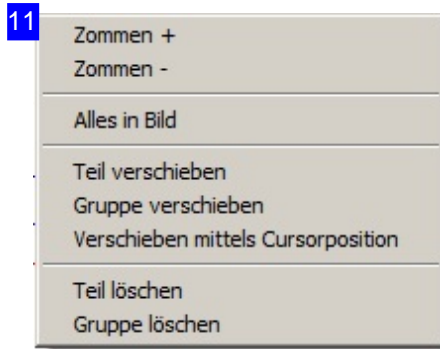 11
Zommen +
Zommen -
Alles in Bild
Teil verschieben
Gruppe verschieben
Verschieben mittels Cursorposition
Teil löschen
Gruppe löschen